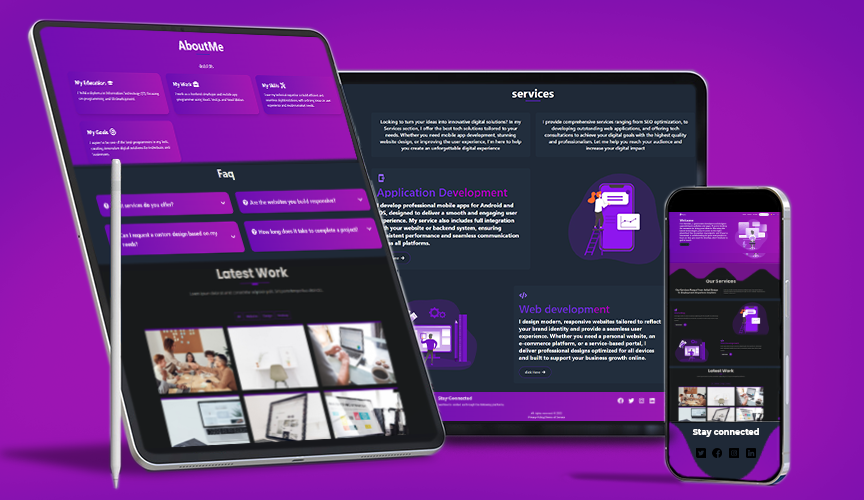 AboutMe
My Education
My Work
My Skills
My Goals
Faq
services do you offer?
Are the websites you build responsive?
Can't request a custom design based on my
needs?
How long does it take to complete a project?
Latest Work
services
Looking to turn your ideas into innovative digital solutions? In my
Services section, I offer the best tech solutions tailored to your
needs. Whether you need mobile app development, stunning
website design, or improving the user experience, I'm here to help
you create an unforgettable digital experience
I provide comprehensive services ranging from SEO optimization, to
developing outstanding web applications, and offering tech
consultations to achieve your digital goals with the highest quality
and professionalism. Let me help you reach your audience and
increase your digital impact
Application Development
I develop professional mobile apps for Android and
OS, designed to deliver a smooth and engaging user
experience. My service also includes full integration
with your website or backend system, ensuring
sistent performance and seamless communication
s all platforms.
here
</>
Web development
I design modern, responsive websites tailored to reflect
your brand identity and provide a seamless user
experience. Whether you need a personal website, an
e-commerce platform, or a service-based portal, I
deliver professional designs optimized for all devices
and built to support your business growth online.
click Here
Stay Connected
Welcome
Our Services
Latest Work
Stay connected